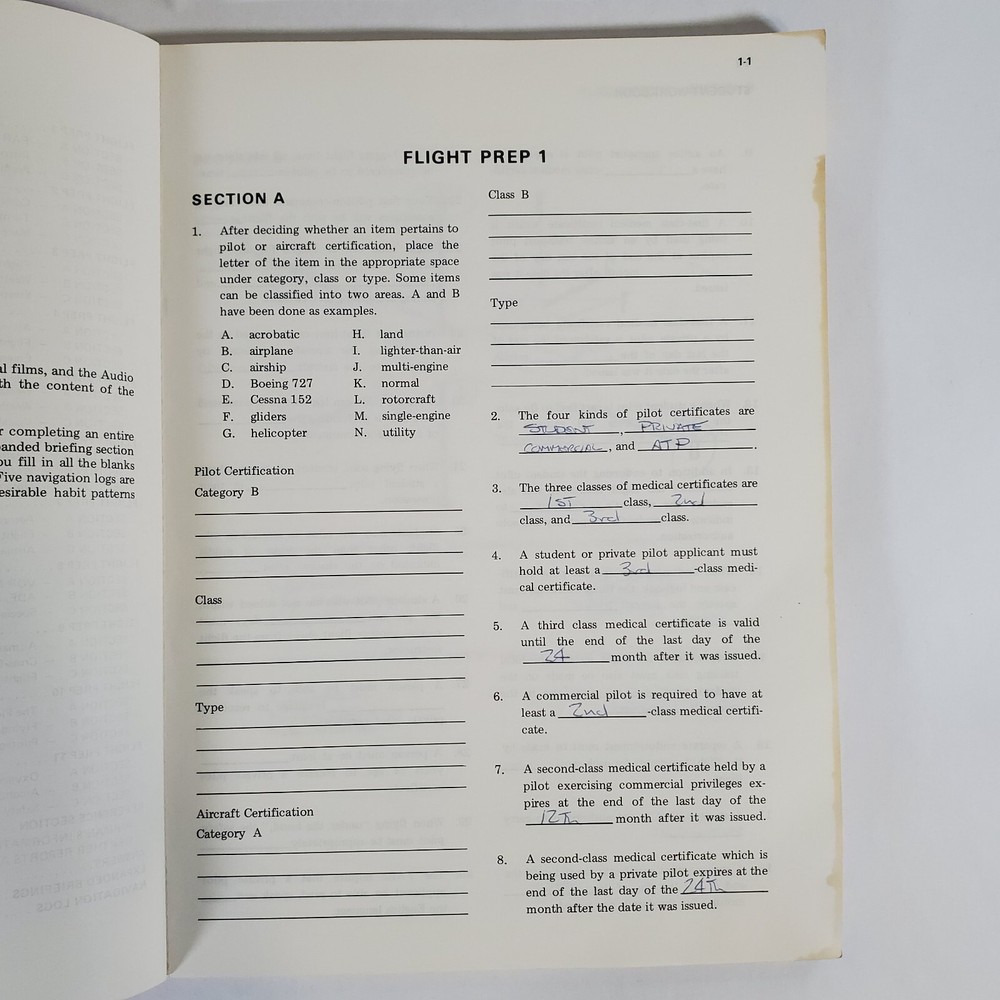 l films, and the Audio
th the content of the
r completing an entire
anded briefing section
ou fill in all the blanks
Five navigation logs are
esirable habit patterns
1-1
FLIGHT PREP 1
SECTION A
1. After deciding whether an item pertains to
pilot or aircraft certification, place the
letter of the item in the appropriate space
under category, class or type. Some items
can be classified into two areas. A and B
have been done as examples.
A. acrobatic H. land
B. airplane I. lighter-than-air
C. airship J. multi-engine
D. Boeing 727 K. normal
E. Cessna 152 L. rotorcraft
F. gliders M. single-engine
G. helicopter N. utility
Pilot Certification
Category B
Class
Type
Aircraft Certification
Category A
Class B
Type
2. The four kinds of pilot certificates are
STUDENT, PRIVATE
COMMERCIAL, and ATP.
3. The three classes of medical certificates are
1ST class, 2nd
class, and 3rd class.
4. A student or private pilot applicant must
hold at least a 3rd-class medi-
cal certificate.
5. A third class medical certificate is valid
until the end of the last day of the
24 month after it was issued.
6. A commercial pilot is required to have at
least a 2nd-class medical certifi-
cate.
7. A second-class medical certificate held by a
pilot exercising commercial privileges ex-
pires at the end of the last day of the
12Th month after it was issued.
8. A second-class medical certificate which is
being used by a private pilot expires at the
end of the last day of the 24Th
month after the date it was issued.